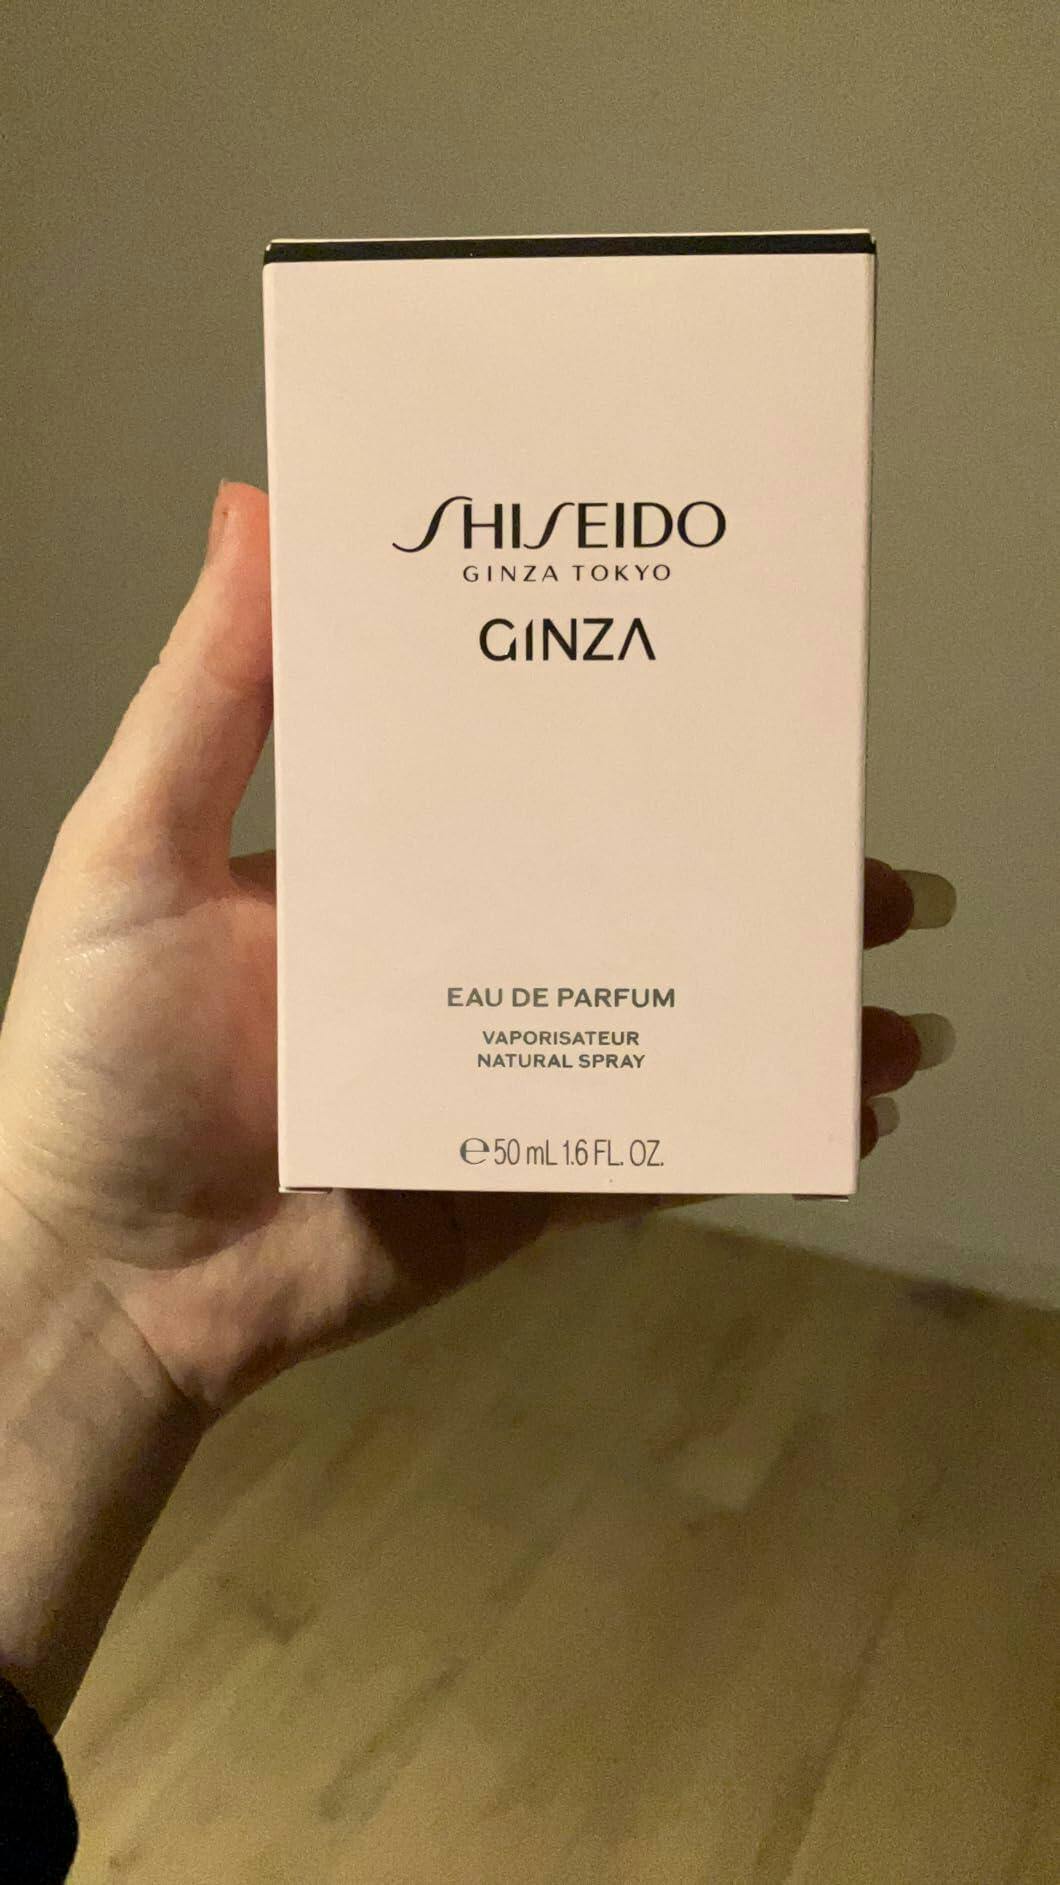 SHISEIDO
GINZA TOKYO
GINZA
EAU DE PARFUM
VAPORISATEUR
NATURAL SPRAY
℮ 50 mL 1.6 FL. OZ.